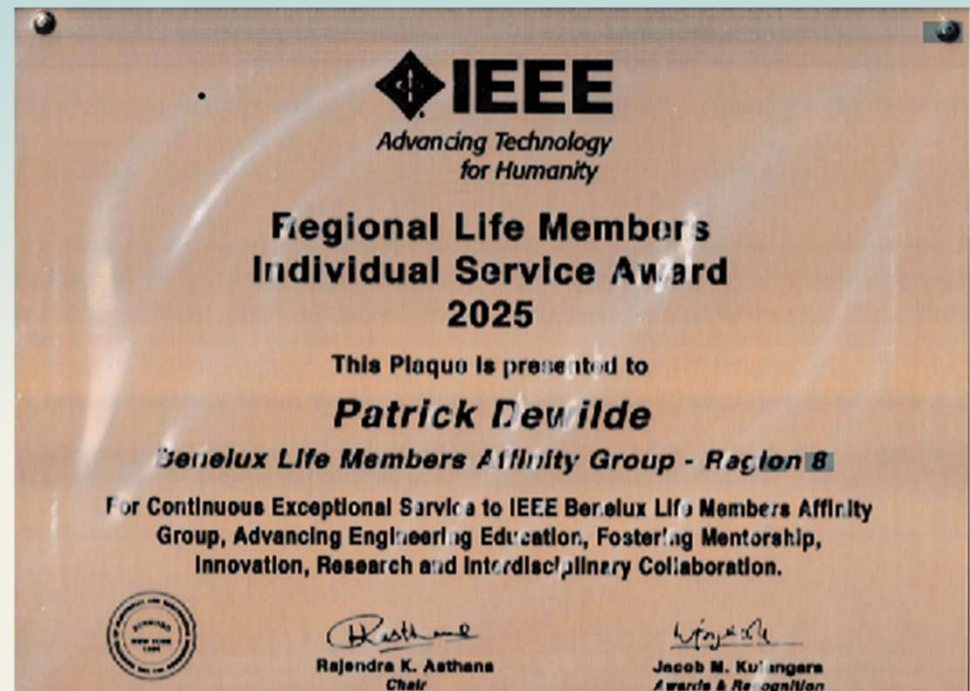 IEEE
Advancing Technology
for Humanity
Regional Life Members
Individual Service Award
2025
This Plaque is presented to
Patrick Dewilde
Benelux Life Members Affinity Group - Region 8
For Continuous Exceptional Service to IEEE Benelux Life Members Affinity
Group, Advancing Engineering Education, Fostering Mentorship,
Innovation, Research and Interdisciplinary Collaboration.
Rajendra K. Asthana
Chair
Jacob M. Kulangara
Awards & Recognition